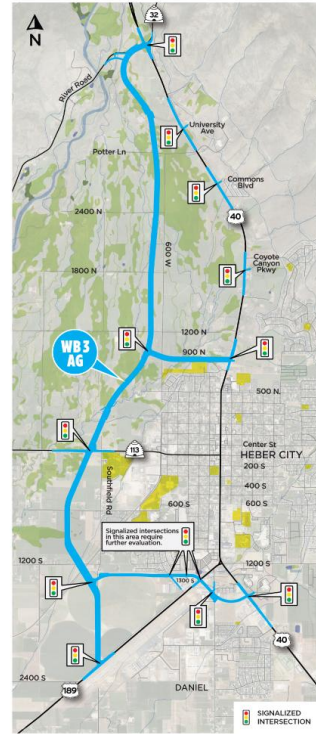 N
32
River Road
University
Ave
Potter Ln
Commons
Blvd
2400 N
40
600 W
Coyote
Canyon
Pkwy
1800 N
1200 N
WB3
AG
900 N
500 N.
Center St
113
HEBER CITY
200 S
Southfield Rd
400 S
600 S
600 S
Signalized intersections
in this area require
further evaluation.
1200 S
1200 S
1300 S
40
2400 S
189
DANIEL
SIGNALIZED
INTERSECTION